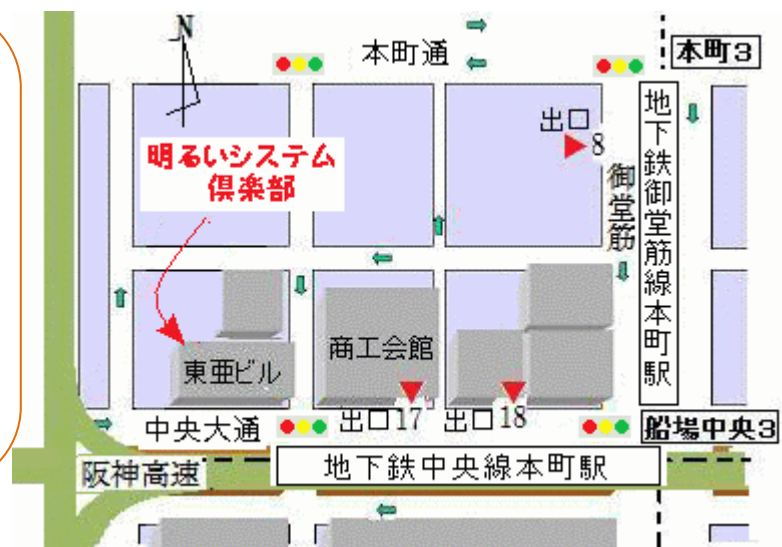 N
本町通
本町3
出口
8
明るいシステム
倶楽部
御堂筋
地下鉄御堂筋線本町駅
東亜ビル
商工会館
出口17
出口18
中央大通
船場中央3
阪神高速
地下鉄中央線本町駅